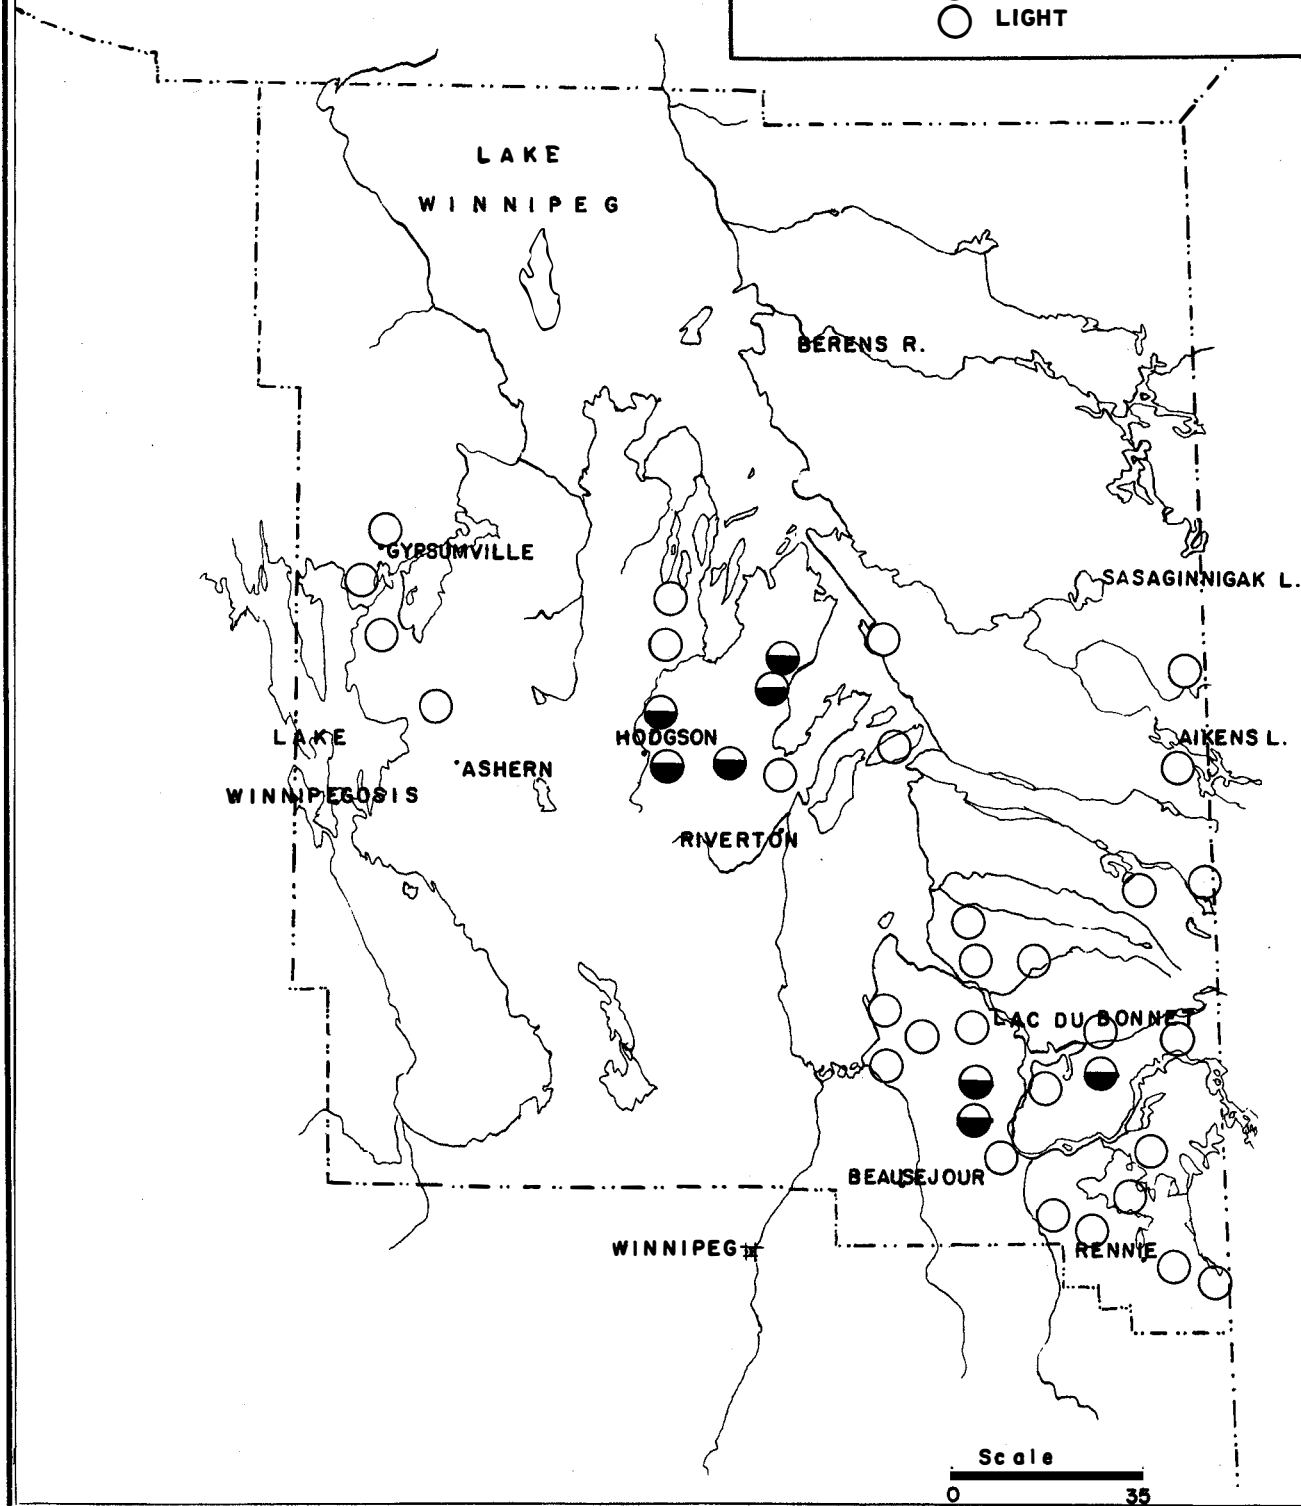 LIGHT
LAKE
WINNIPEG
BERENS R.
GYPSUMVILLE
SASAGINNIGAK L.
LAKE
WINNIPEGOSIS
HODGSON
AIKENS L.
ASHERN
RIVERTON
LAC DU BONNET
BEAUSEJOUR
WINNIPEG
RENNIE
Scale
0 35